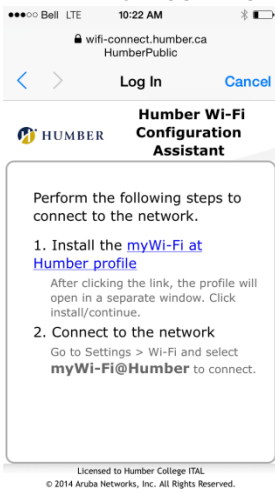 Bell LTE 10:22 AM
wifi-connect.humber.ca
HumberPublic
Log In Cancel
HUMBER
Humber Wi-Fi
Configuration
Assistant
Perform the following steps to
connect to the network.
1. Install the myWi-Fi at
Humber profile
After clicking the link, the profile will
open in a separate window. Click
install/continue.
2. Connect to the network
Go to Settings > Wi-Fi and select
myWi-Fi@Humber to connect.
Licensed to Humber College ITAL
© 2014 Aruba Networks, Inc. All Rights Reserved.